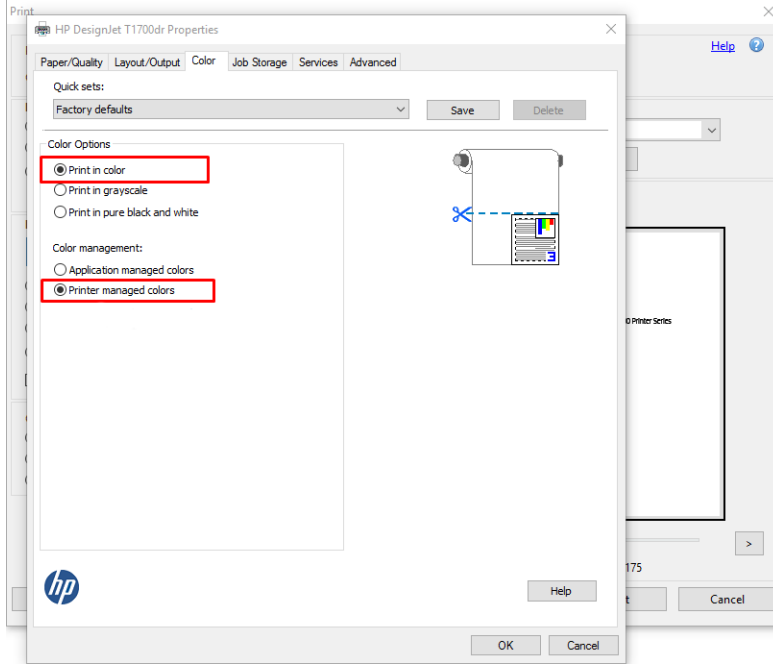 Print
HP DesignJet T1700dr Properties
Help
Paper/Quality Layout/Output Color Job Storage Services Advanced
Quick sets:
Factory defaults
Save
Delete
Color Options
Print in color
Print in grayscale
Print in pure black and white
3
Color management:
Application managed colors
Printer managed colors
0 Printer Series
>
175
hp
Help
t
Cancel
OK
Cancel